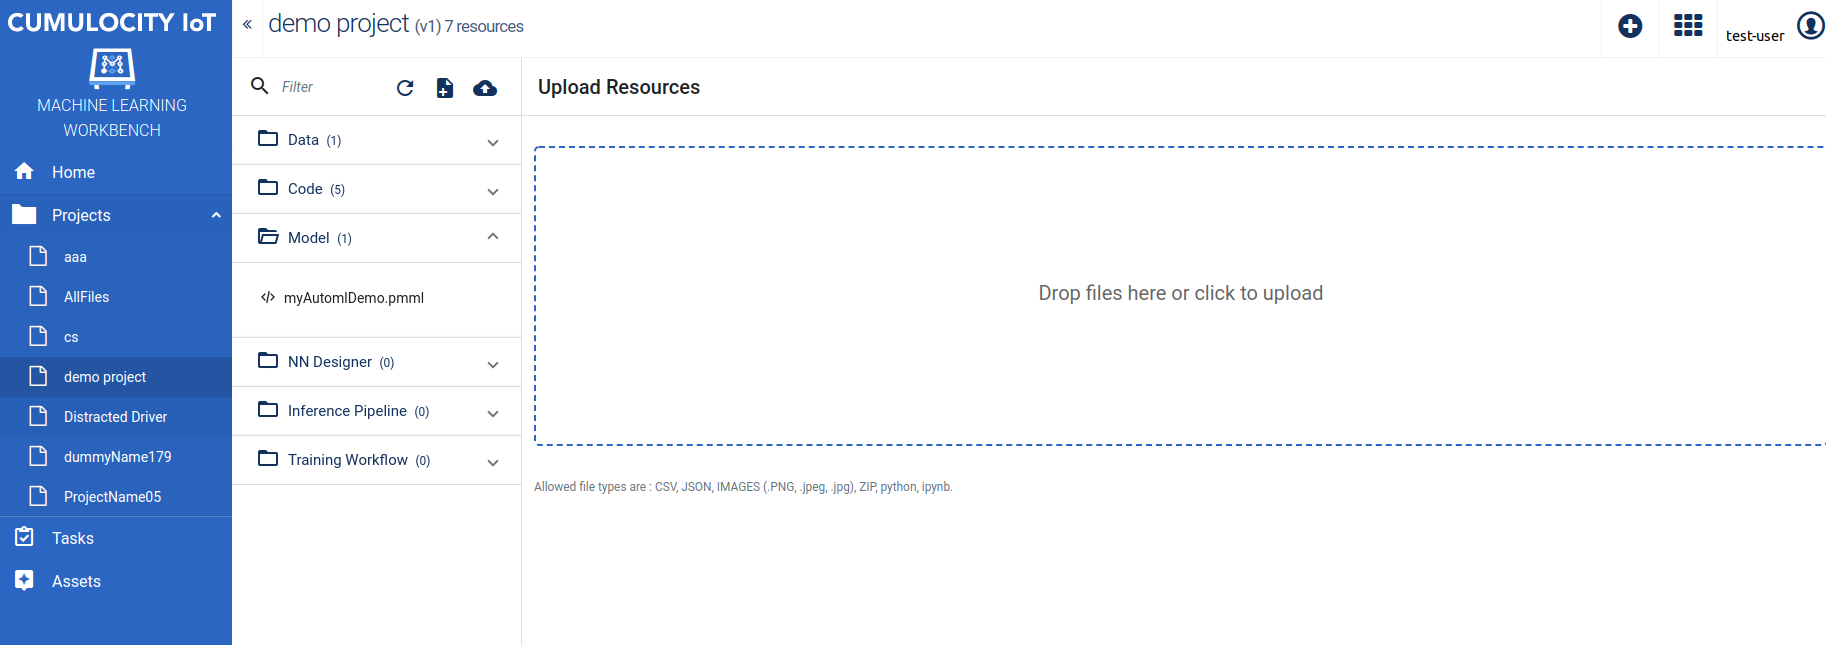 CUMULOCITY IoT
MACHINE LEARNING
WORKBENCH
Home
Projects
aaa
AllFiles
cs
demo project
Distracted Driver
dummyName179
ProjectName05
Tasks
Assets
demo project (v1) 7 resources
test-user
Filter
Data (1)
Code (5)
Model (1)
myAutomlDemo.pmml
NN Designer (0)
Inference Pipeline (0)
Training Workflow (0)
Upload Resources
Drop files here or click to upload
Allowed file types are : CSV, JSON, IMAGES (.PNG, .jpeg, .jpg), ZIP, python, ipynb.